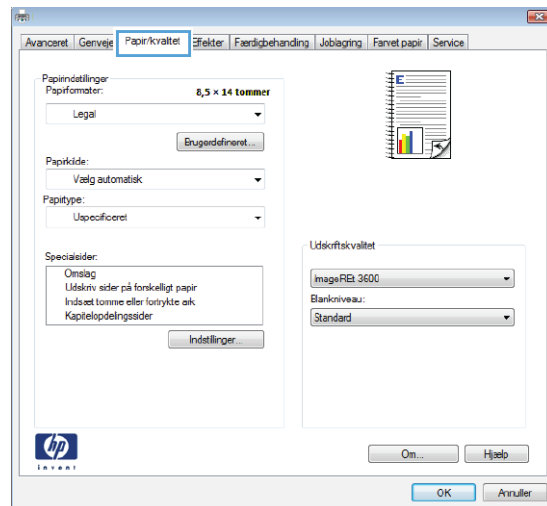 Avanceret Genveje Papir/kvalitet Effekter Færdigbehandling Joblagring Farvet papir Service
Papirindstillinger
Papirformater: 8,5 × 14 tommer
Legal
Brugerdefineret...
Papirkilde:
Vælg automatisk
Papirtype:
Uspecificeret
Specialsider:
Omslag
Udskriv sider på forskelligt papir
Indsæt tomme eller fortrykte ark
Kapitelopdelingssider
Indstillinger...
Udskriftskvalitet
ImageREt 3600
Blankniveau:
Standard
E
hp
invent
Om...
Hjælp
OK
Annuller